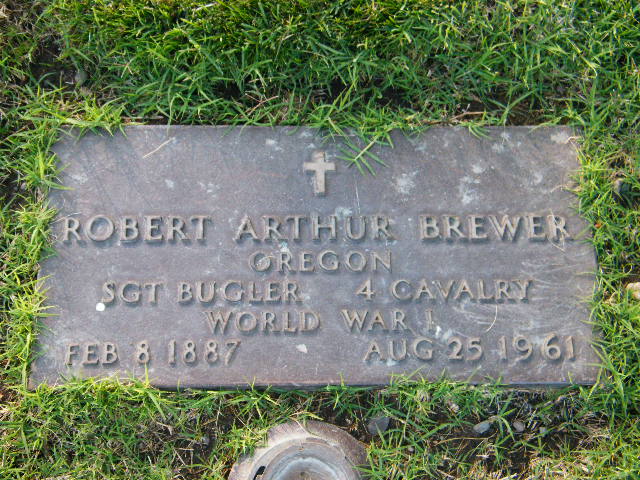 ROBERT ARTHUR BREWER
OREGON
SGT BUGLER 4 CAVALRY
WORLD WAR I
FEB 8 1887 AUG 25 1961